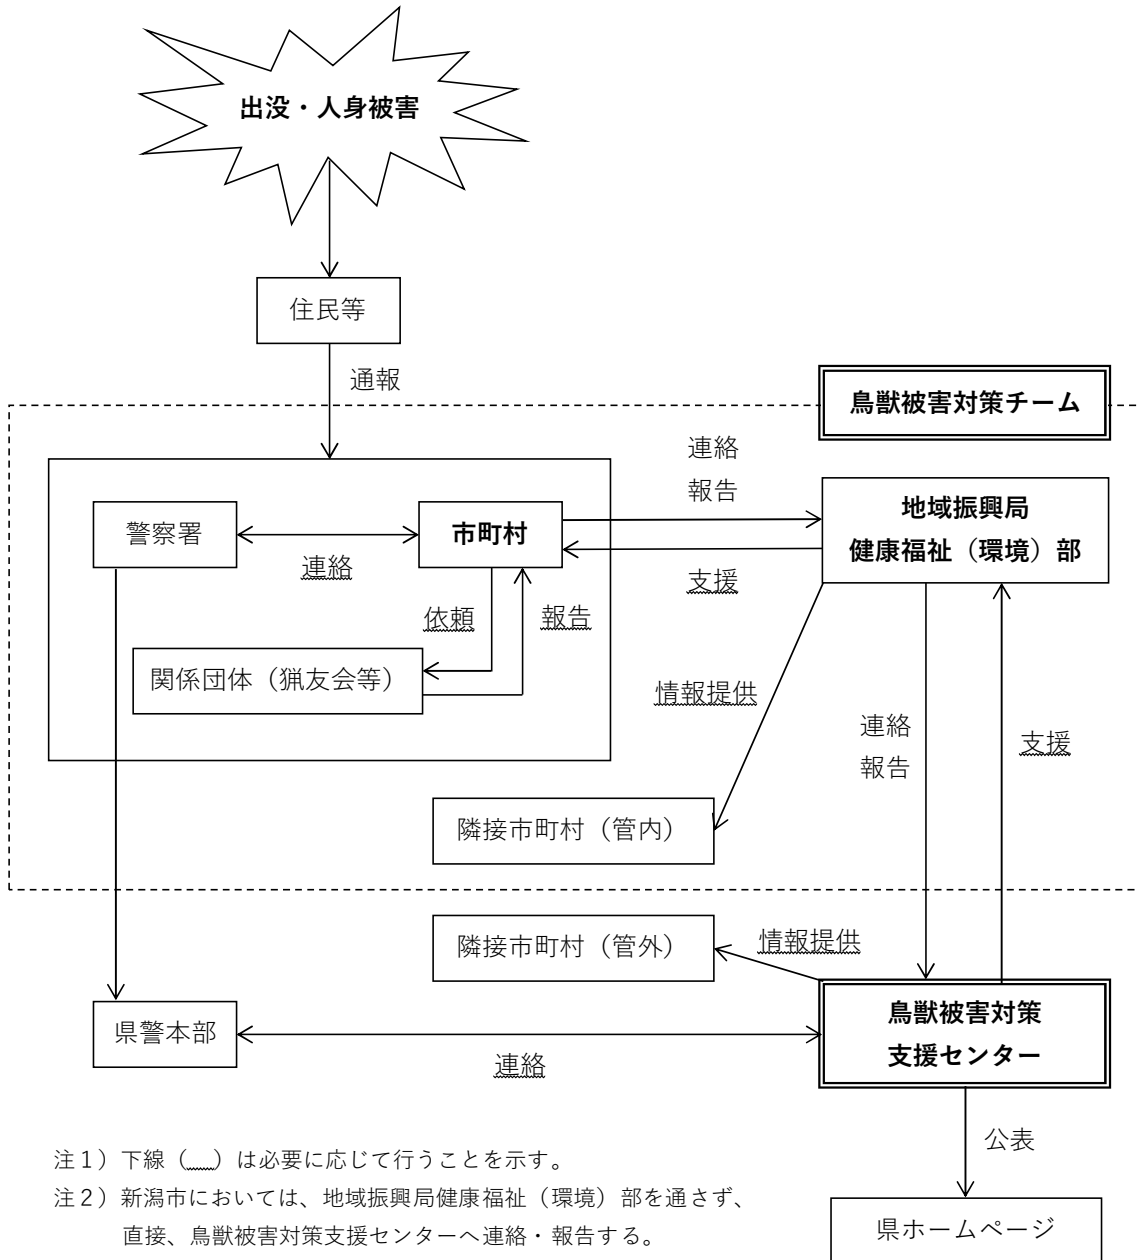 出没・人身被害
住民等
通報
鳥獣被害対策チーム
連絡
報告
地域振興局
健康福祉（環境）部
警察署
連絡
市町村
支援
依頼
報告
関係団体（猟友会等）
情報提供
連絡
報告
支援
隣接市町村（管内）
隣接市町村（管外）
情報提供
鳥獣被害対策
支援センター
県警本部
連絡
公表
県ホームページ
注１）下線（　）は必要に応じて行うことを示す。
注２）新潟市においては、地域振興局健康福祉（環境）部を通さず、
直接、鳥獣被害対策支援センターへ連絡・報告する。